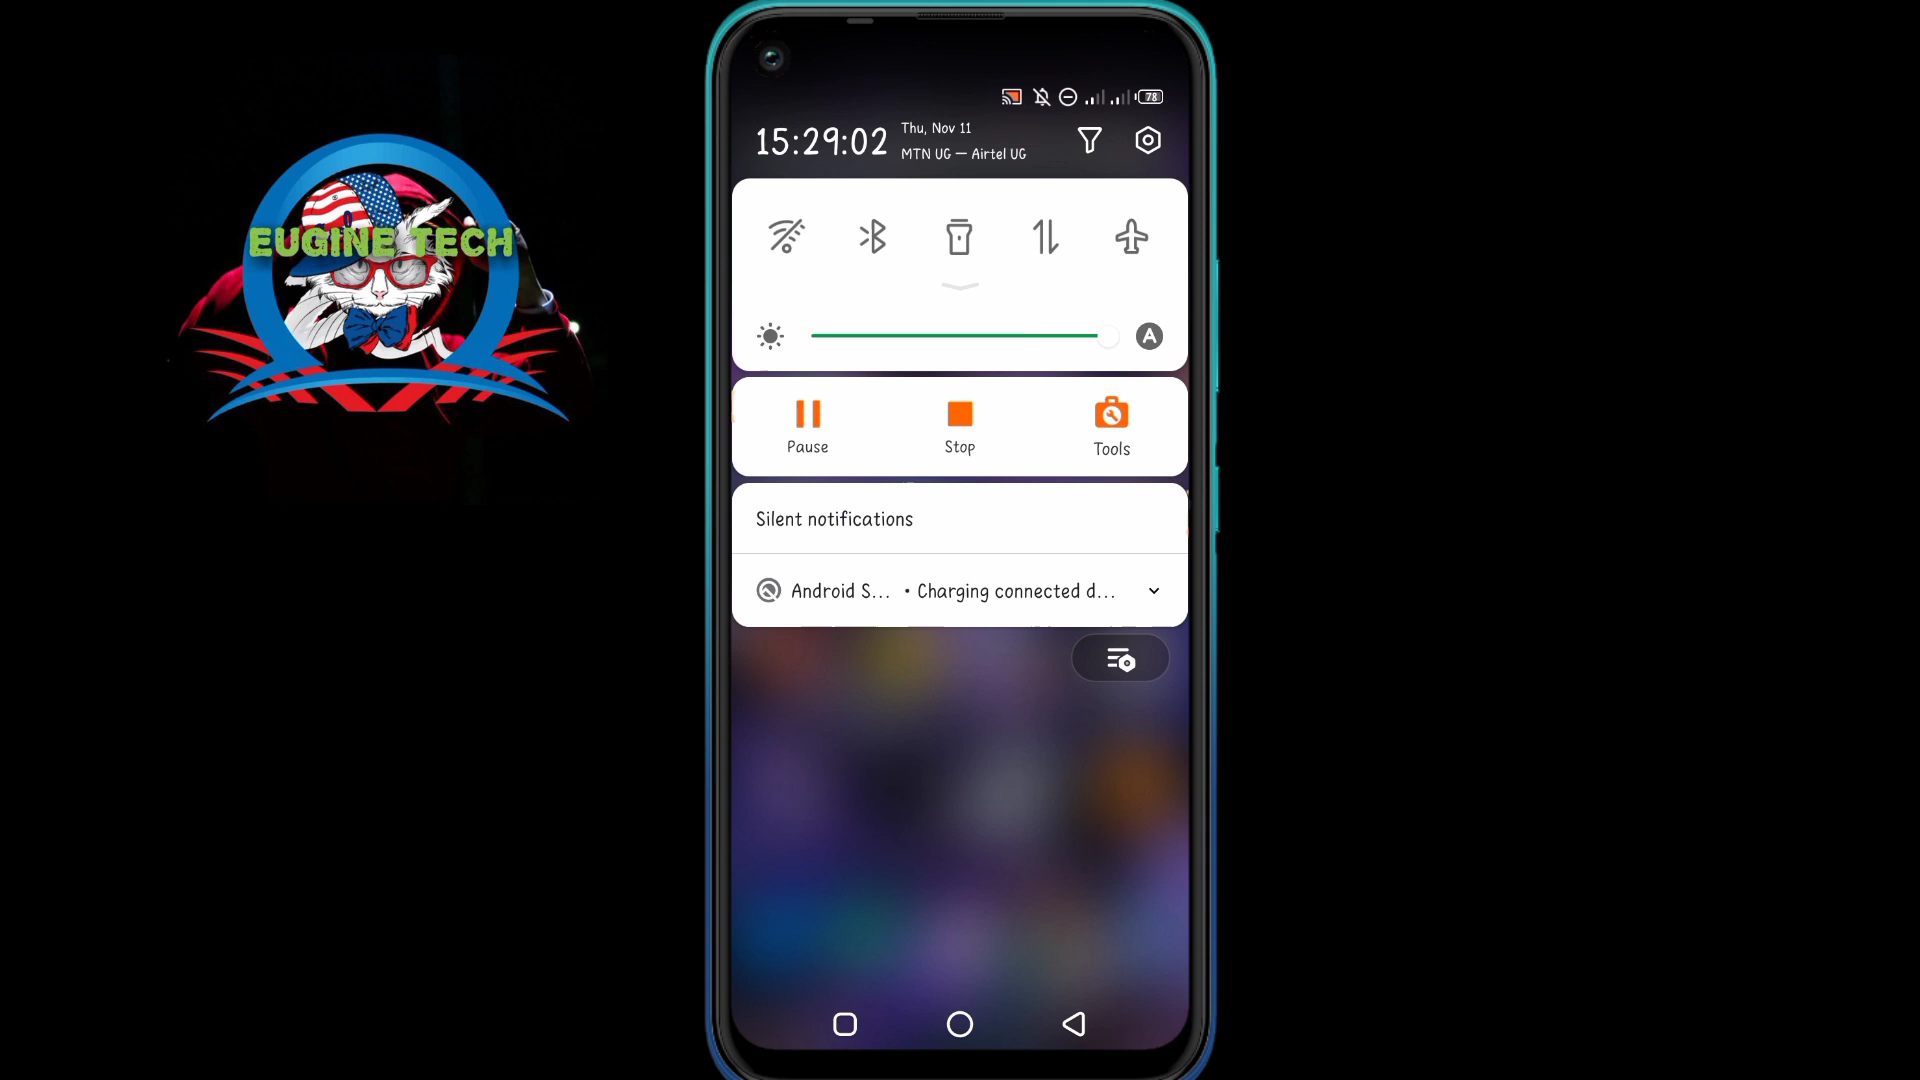 EUGINE TECH
78
15:29:02
Thu, Nov 11
MTN UG — Airtel UG
A
Pause
Stop
Tools
Silent notifications
Android S... • Charging connected d...